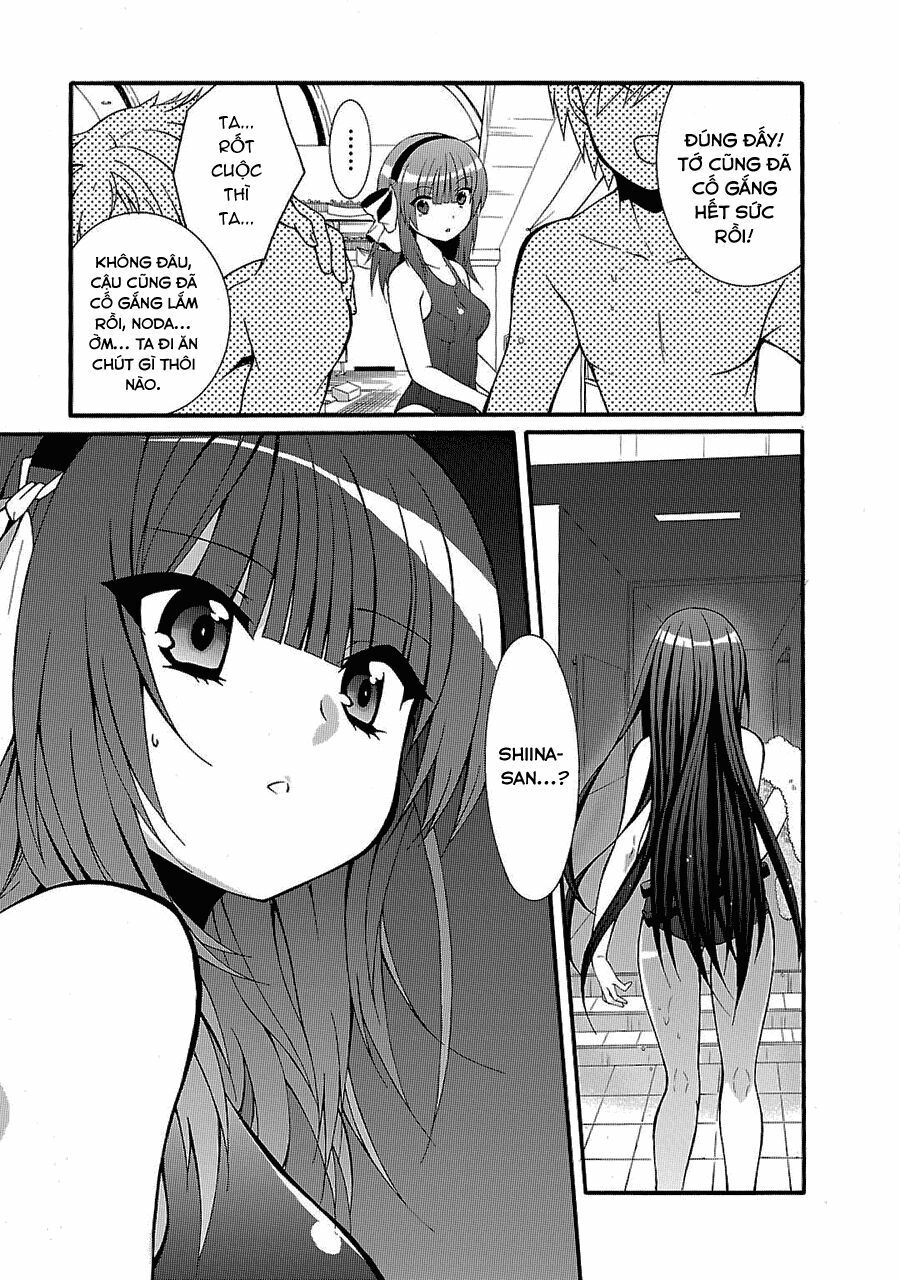 ĐÚNG ĐẤY!
TỚ CŨNG ĐÃ
CỐ GẮNG
HẾT SỨC
RỒI!
......
TA...
RỐT
CUỘC
THÌ
TA...
KHÔNG ĐÂU,
CẬU CŨNG ĐÃ
CỐ GẮNG LẮM
RỒI, NODA...
ỜM... TA ĐI ĂN
CHÚT GÌ THÔI
NÀO.
SHIINA-
SAN...?